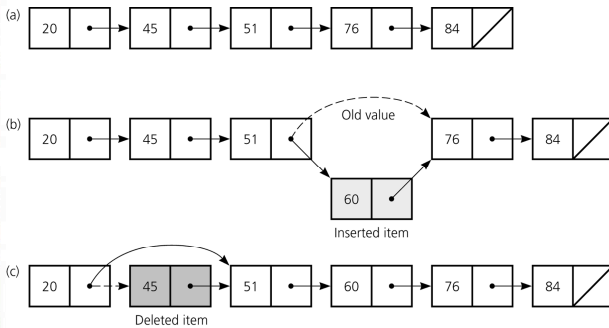 (a) 20 45 51 76 84
(b) 20 45 51 Old value 76 84
60
Inserted item
(c) 20 45 51 60 76 84
Deleted item